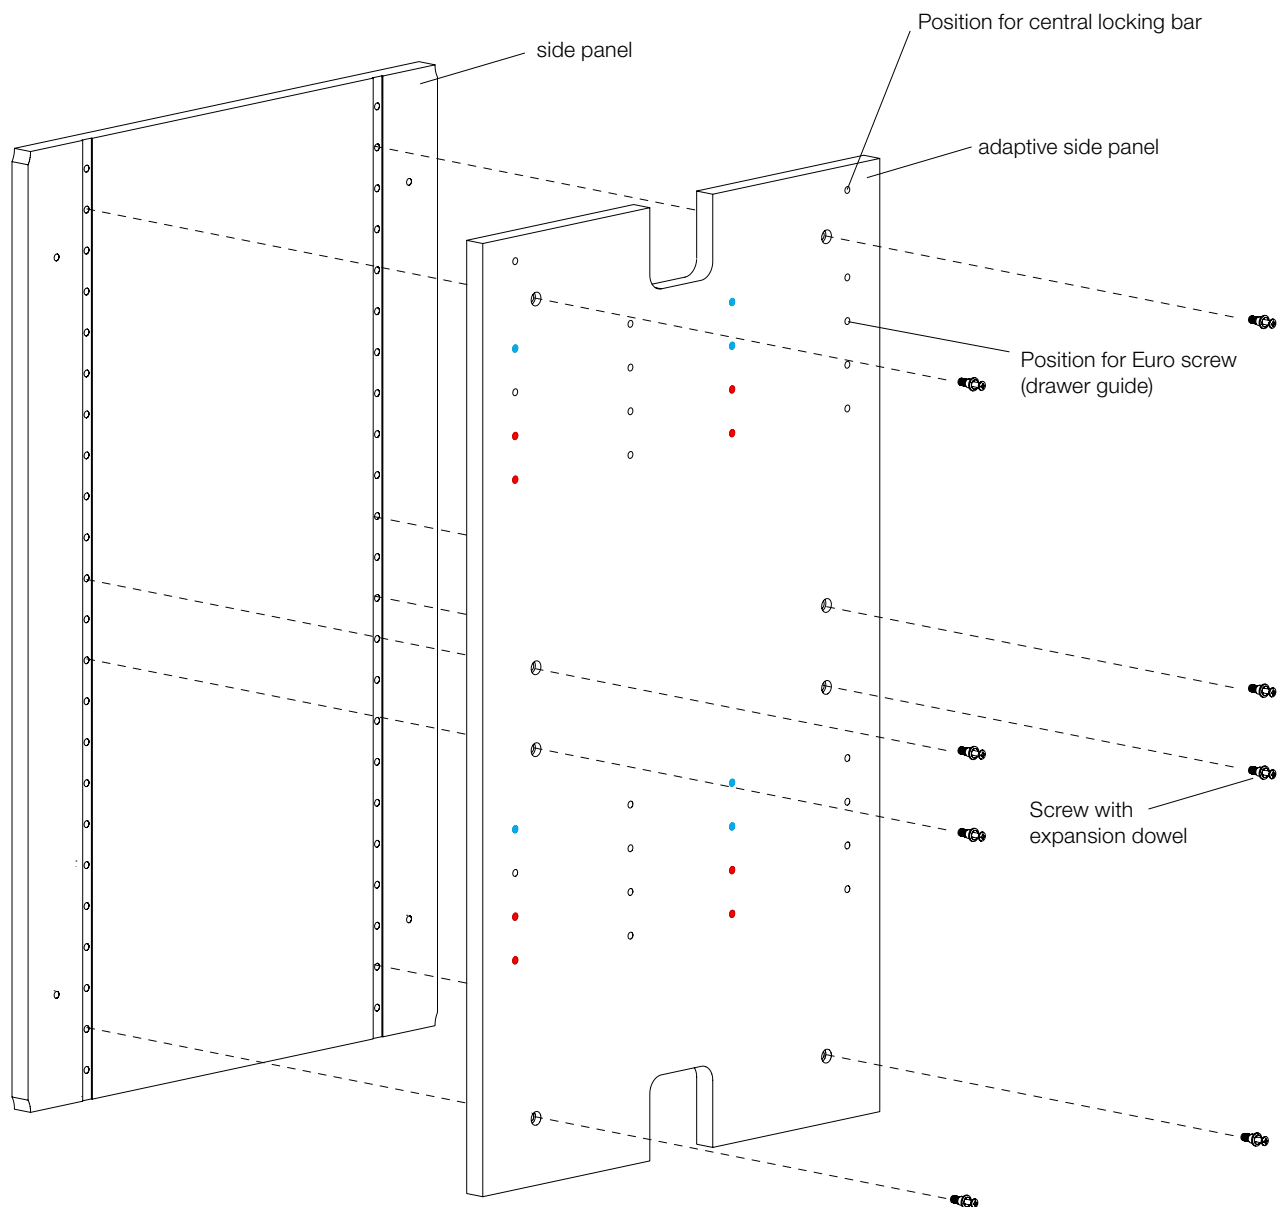 Position for central locking bar
side panel
adaptive side panel
Position for Euro screw
(drawer guide)
Screw with
expansion dowel